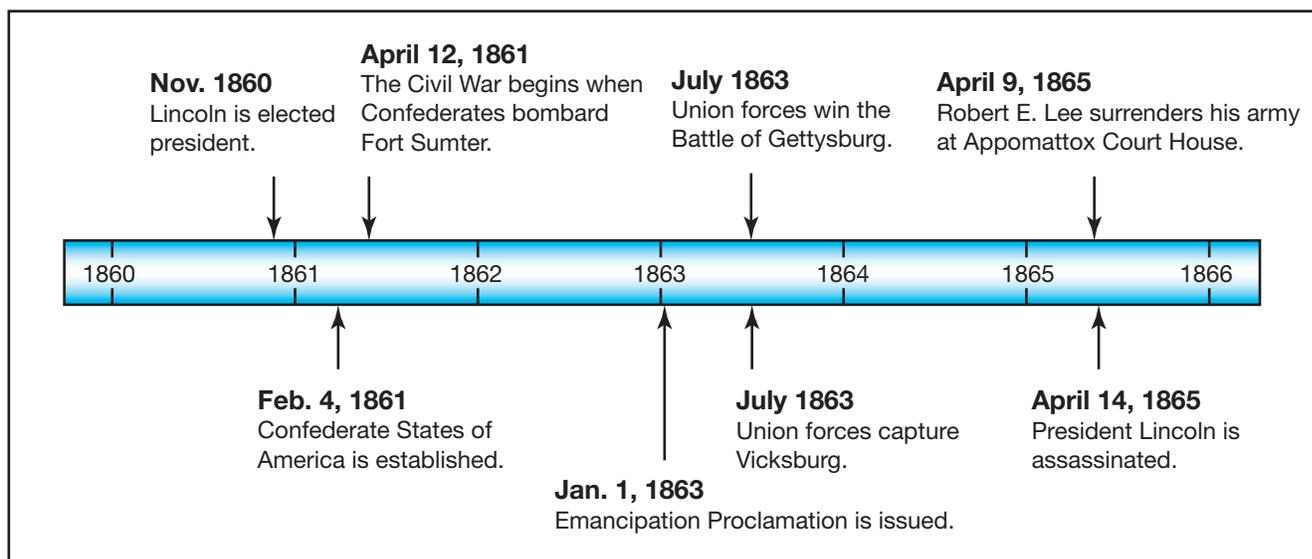 Nov. 1860
Lincoln is elected
president.
April 12, 1861
The Civil War begins when
Confederates bombard
Fort Sumter.
July 1863
Union forces win the
Battle of Gettysburg.
April 9, 1865
Robert E. Lee surrenders his army
at Appomattox Court House.
1860 1861 1862 1863 1864 1865 1866
Feb. 4, 1861
Confederate States of
America is established.
Jan. 1, 1863
Emancipation Proclamation is issued.
July 1863
Union forces capture
Vicksburg.
April 14, 1865
President Lincoln is
assassinated.